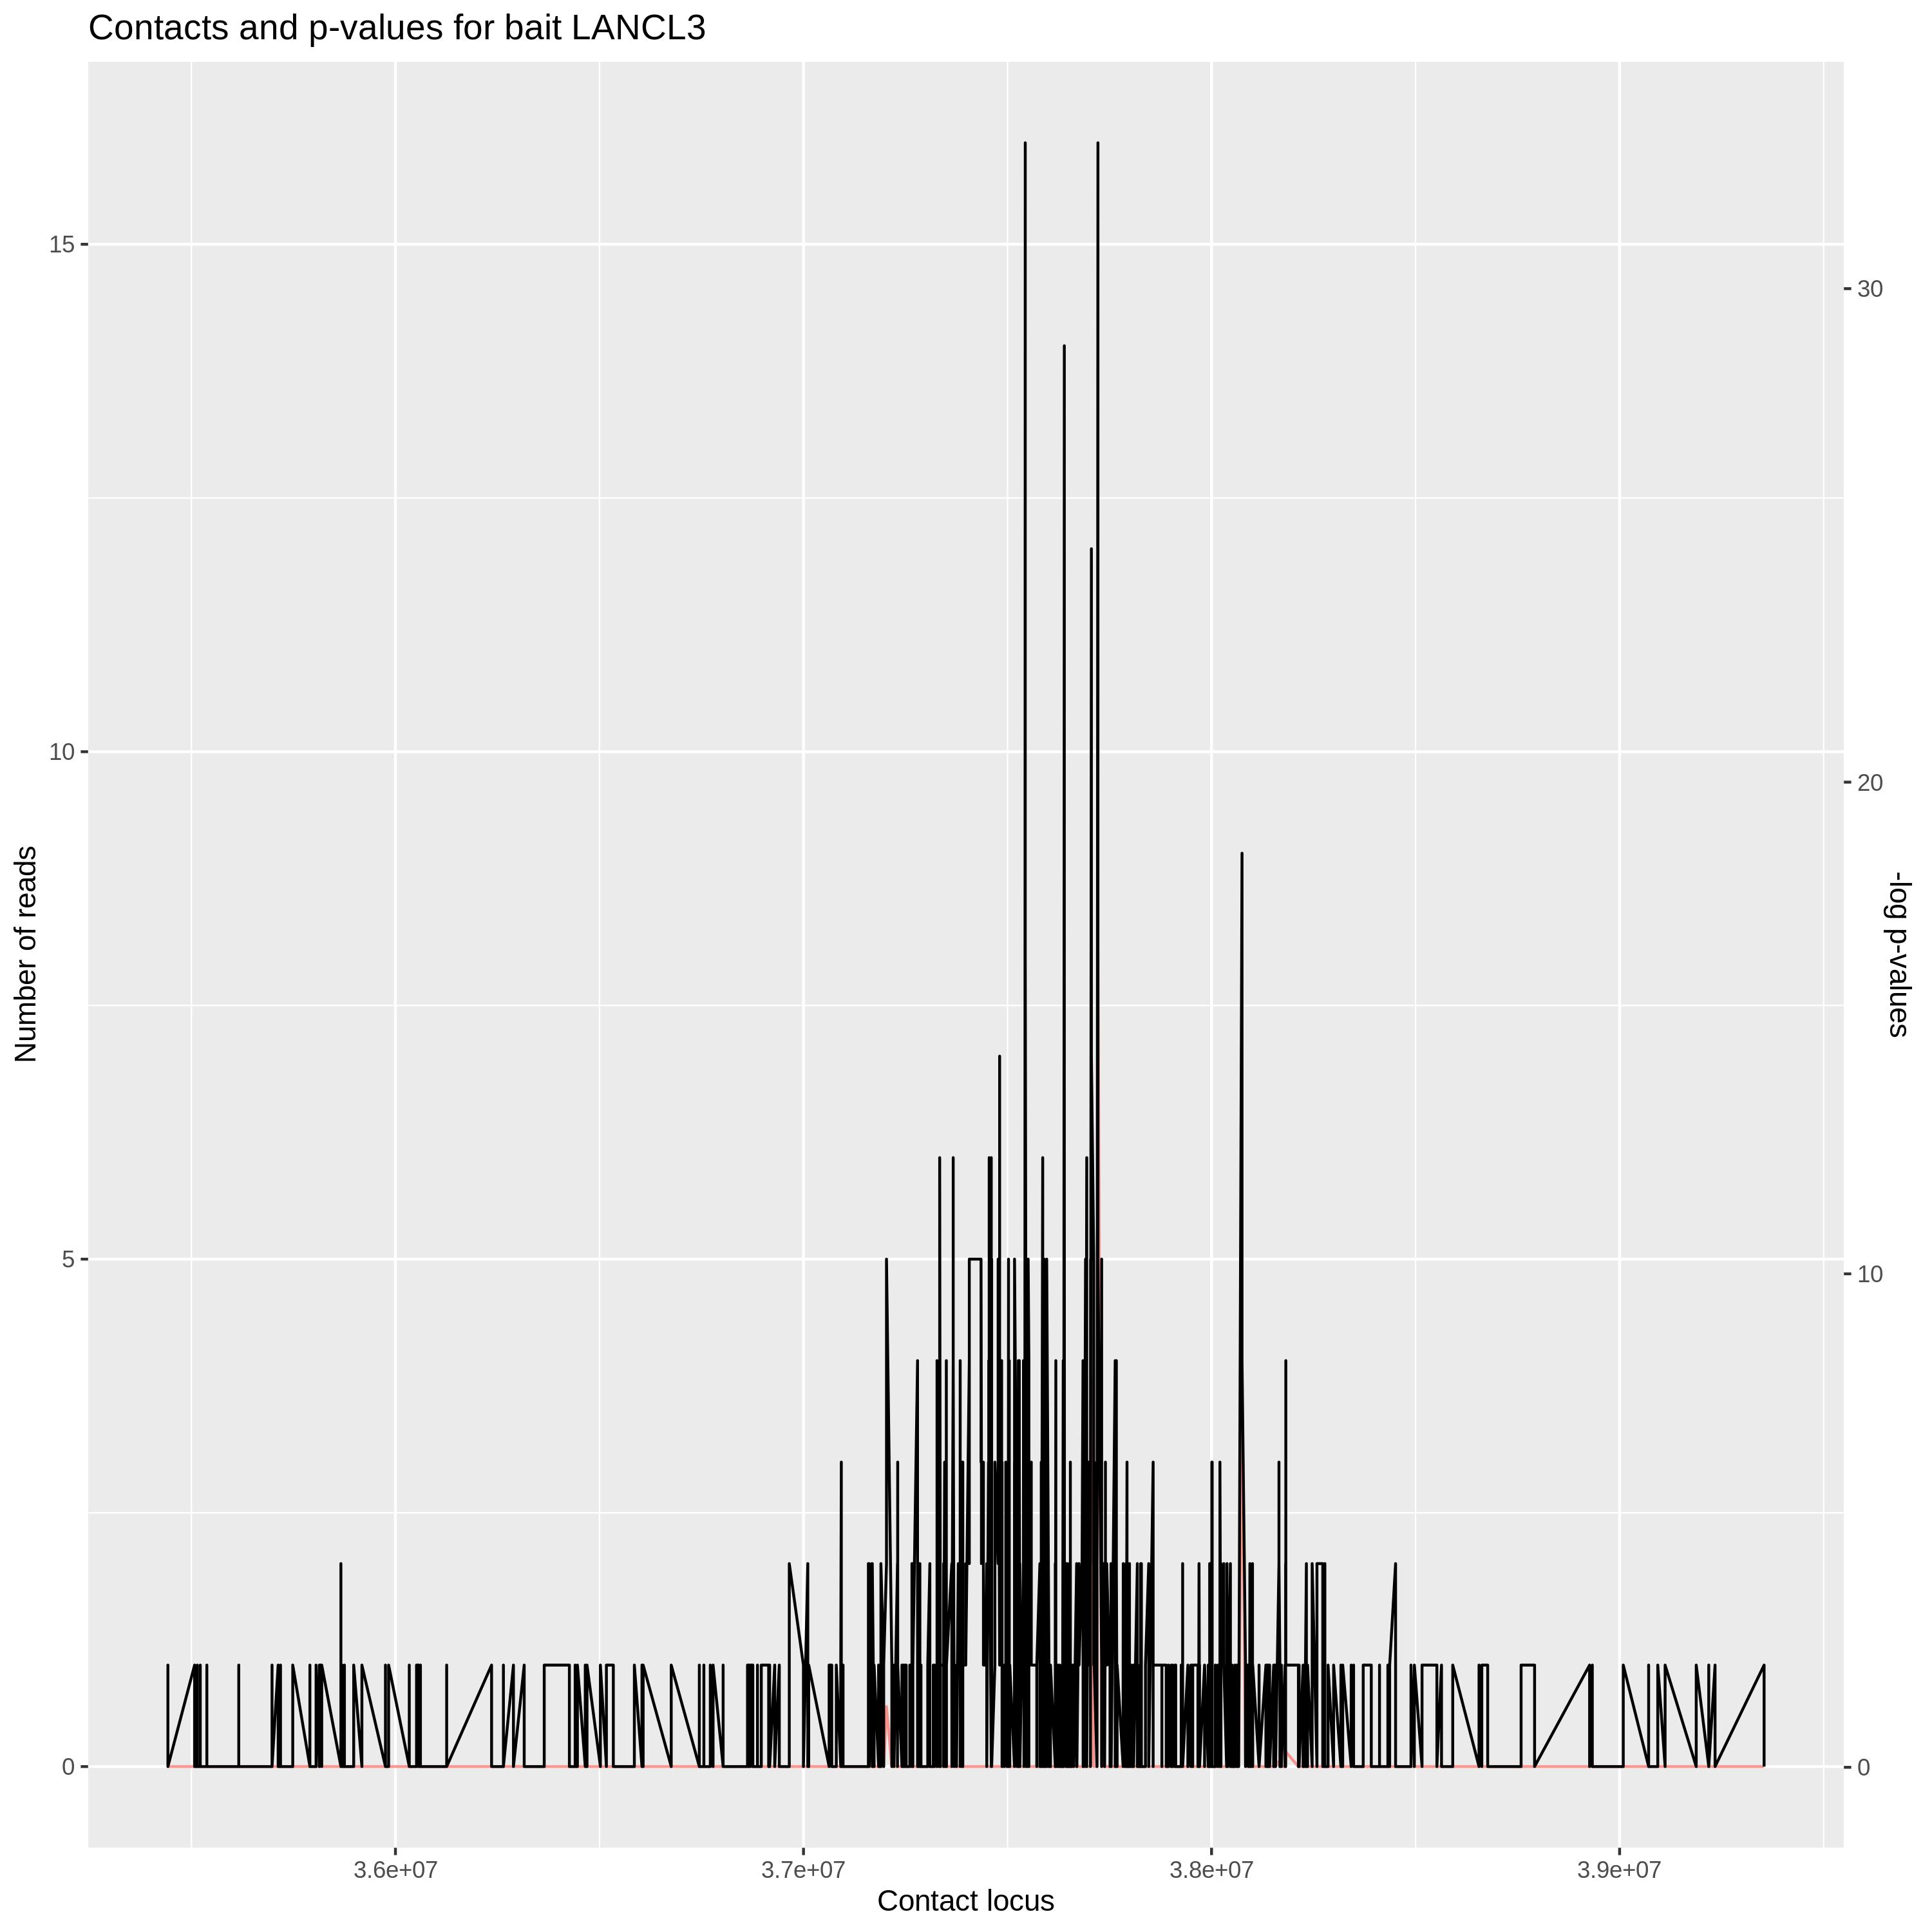 Contacts and p-values for bait LANCL3
15
10
5
0
Number of reads
30
20
10
0
-log p-values
3.6e+07
3.7e+07
3.8e+07
3.9e+07
Contact locus